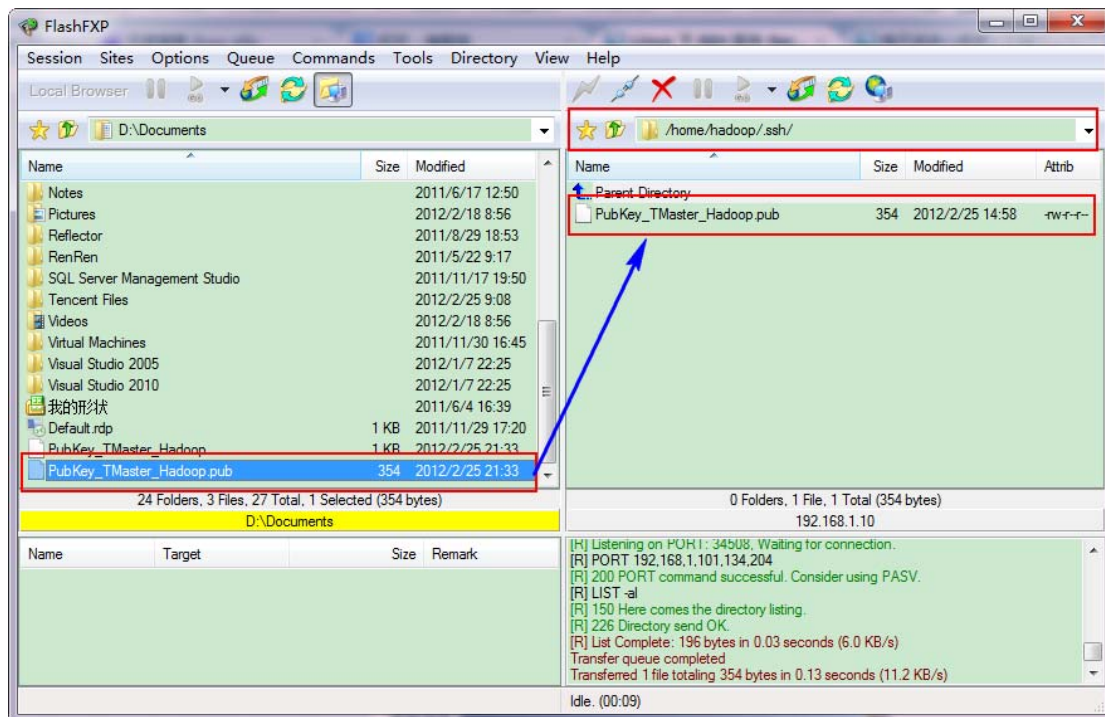 FlashFXP
Session Sites Options Queue Commands Tools Directory View Help
Local Browser
D:\Documents
Name Size Modified
Notes 2011/6/17 12:50
Pictures 2012/2/18 8:56
Reflector 2011/8/29 18:53
RenRen 2011/5/22 9:17
SQL Server Management Studio 2011/11/17 19:50
Tencent Files 2012/2/25 9:08
Videos 2012/2/18 8:56
Virtual Machines 2011/11/30 16:45
Visual Studio 2005 2012/1/7 22:25
Visual Studio 2010 2012/1/7 22:25
我的形状 2011/6/4 16:39
Default.rdp 1 KB 2011/11/29 17:20
PubKey_TMaster_Hadoop 1 KB 2012/2/25 21:33
PubKey_TMaster_Hadoop.pub 354 2012/2/25 21:33
24 Folders, 3 Files, 27 Total, 1 Selected (354 bytes)
D:\Documents
Name Target Size Remark
/home/hadoop/.ssh/
Name Size Modified Attrib
Parent Directory
PubKey_TMaster_Hadoop.pub 354 2012/2/25 14:58 -rw-r--r--
0 Folders, 1 File, 1 Total (354 bytes)
192.168.1.10
[R] Listening on PORT: 34508, Waiting for connection.
[R] PORT 192,168,1,101,134,204
[R] 200 PORT command successful. Consider using PASV.
[R] LIST -al
[R] 150 Here comes the directory listing.
[R] 226 Directory send OK.
[R] List Complete: 196 bytes in 0.03 seconds (6.0 KB/s)
Transfer queue completed
Transferred 1 file totaling 354 bytes in 0.13 seconds (11.2 KB/s)
Idle. (00:09)